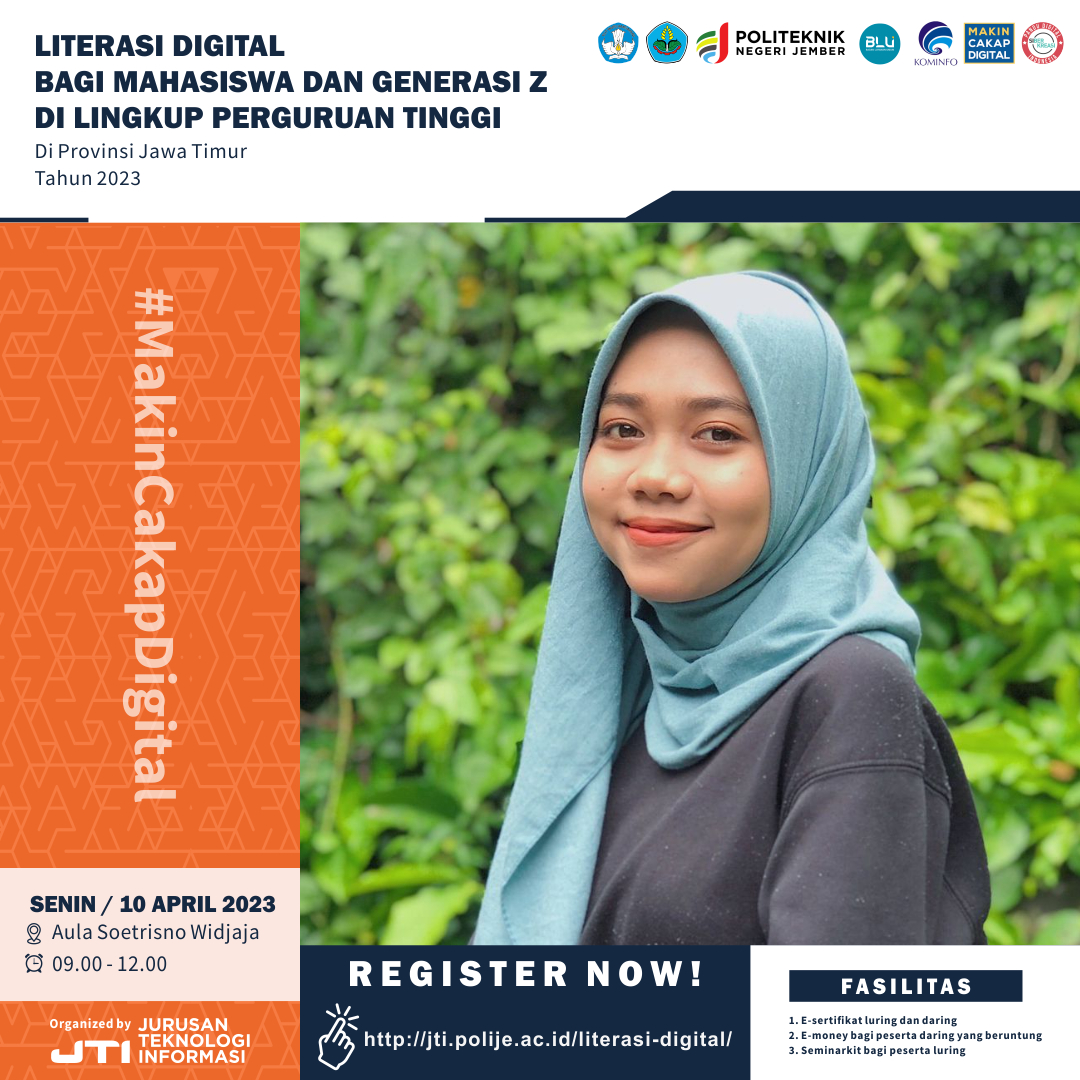 LITERASI DIGITAL
BAGI MAHASISWA DAN GENERASI Z
DI LINGKUP PERGURUAN TINGGI
Di Provinsi Jawa Timur
Tahun 2023
POLITEKNIK
NEGERI JEMBER
BLU
KOMINFO
MAKIN
CAKAP
DIGITAL
#MakinCakapDigital
SENIN / 10 APRIL 2023
Aula Soetrisno Widjaja
09.00 - 12.00
Organized by
JTI
JURUSAN
TEKNOLOGI
INFORMASI
REGISTER NOW!
http://jti.polije.ac.id/literasi-digital/
FASILITAS
1. E-sertifikat luring dan daring
2. E-money bagi peserta daring yang beruntung
3. Seminarkit bagi peserta luring